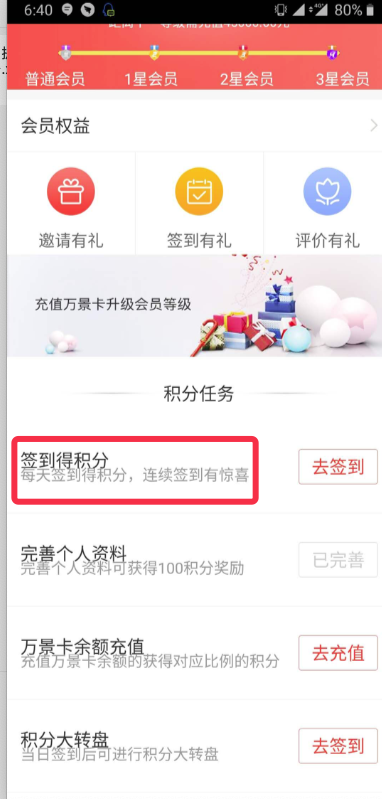 6:40
4G
80%
普通会员
1星会员
2星会员
3星会员
会员权益
邀请有礼
签到有礼
评价有礼
充值万景卡升级会员等级
积分任务
签到得积分
每天签到得积分，连续签到有惊喜
去签到
完善个人资料
完善个人资料可获得100积分奖励
已完善
万景卡余额充值
充值万景卡余额的获得对应比例的积分
去充值
积分大转盘
当日签到后可进行积分大转盘
去签到